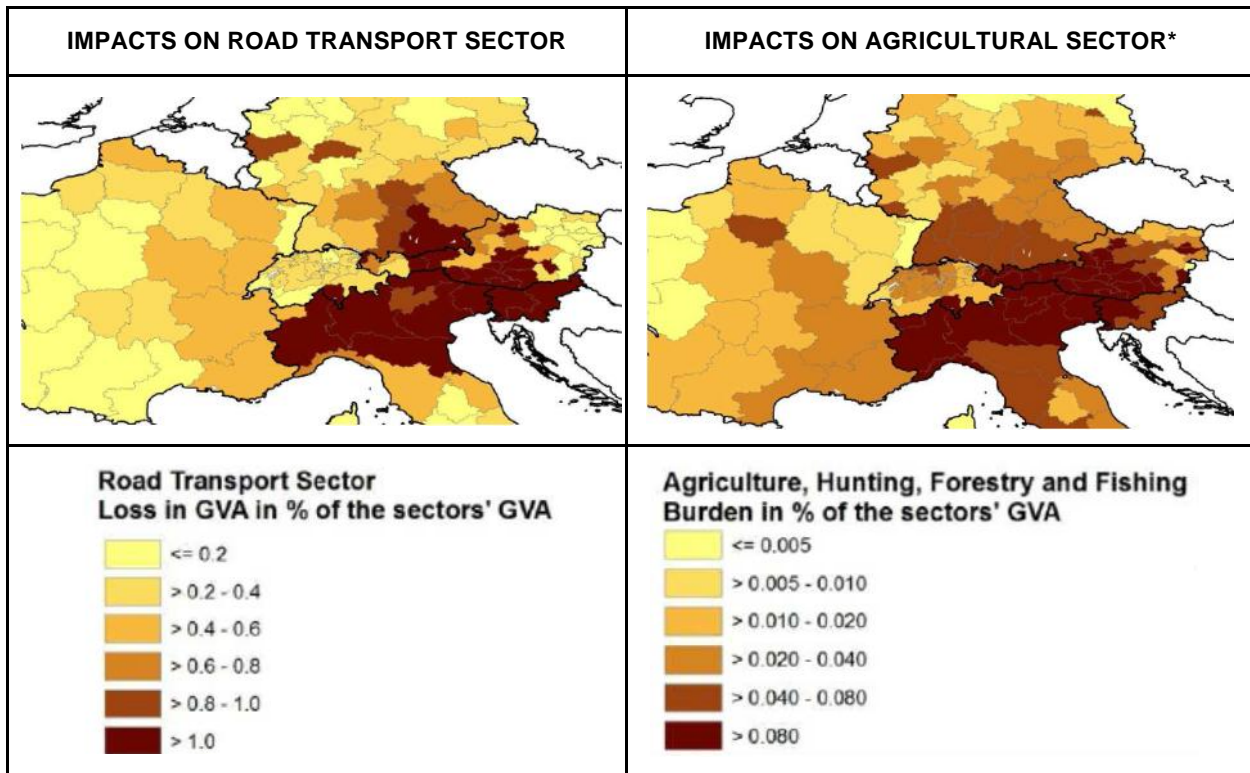 IMPACTS ON ROAD TRANSPORT SECTOR
IMPACTS ON AGRICULTURAL SECTOR*
Road Transport Sector
Loss in GVA in % of the sectors' GVA
<= 0.2
> 0.2 - 0.4
> 0.4 - 0.6
> 0.6 - 0.8
> 0.8 - 1.0
> 1.0
Agriculture, Hunting, Forestry and Fishing
Burden in % of the sectors' GVA
<= 0.005
> 0.005 - 0.010
> 0.010 - 0.020
> 0.020 - 0.040
> 0.040 - 0.080
> 0.080